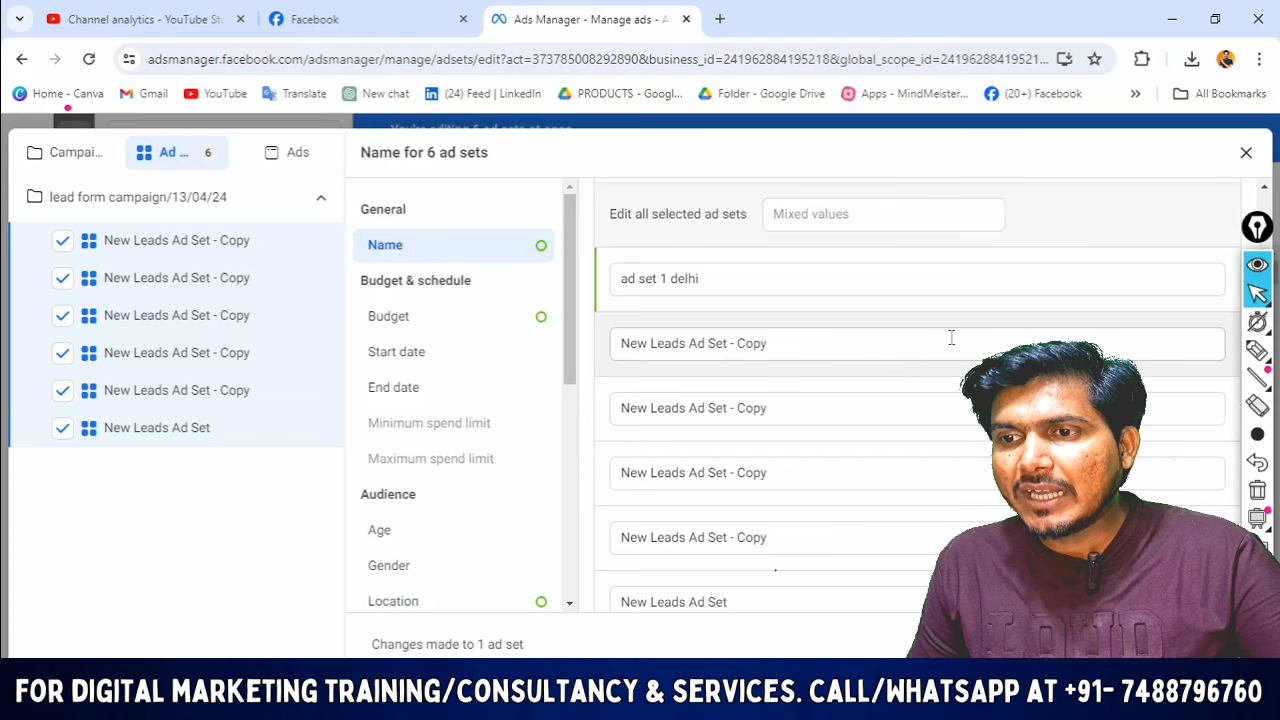 Channel analytics - YouTube St
Facebook
Ads Manager - Manage ads - A
adsmanager.facebook.com/adsmanager/manage/adsets/edit?act=3737850082928908&business_id=241962884195218&global_scope_id=24196288419521...
Home - Canva
Gmail
YouTube
Translate
New chat
(24) Feed | LinkedIn
PRODUCTS - Googl...
Folder - Google Drive
Apps - MindMeister...
(20+) Facebook
All Bookmarks
Campai...
Ad ...
6
Ads
Name for 6 ad sets
lead form campaign/13/04/24
New Leads Ad Set - Copy
New Leads Ad Set - Copy
New Leads Ad Set - Copy
New Leads Ad Set - Copy
New Leads Ad Set - Copy
New Leads Ad Set
General
Name
Budget & schedule
Budget
Start date
End date
Minimum spend limit
Maximum spend limit
Audience
Age
Gender
Location
Edit all selected ad sets
Mixed values
ad set 1 delhi
New Leads Ad Set - Copy
New Leads Ad Set - Copy
New Leads Ad Set - Copy
New Leads Ad Set - Copy
New Leads Ad Set
Changes made to 1 ad set
FOR DIGITAL MARKETING TRAINING/CONSULTANCY & SERVICES. CALL/WHATSAPP AT +91- 7488796760